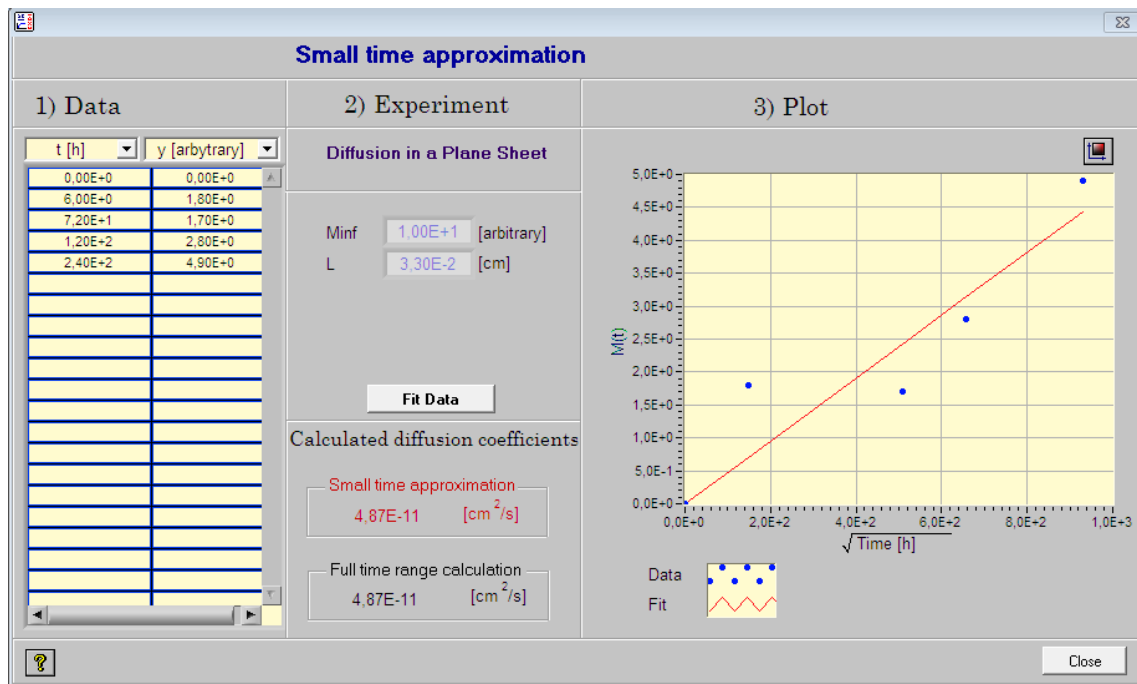 Small time approximation
1) Data
2) Experiment
3) Plot
t [h] y [arbytrary]
0,00E+0 0,00E+0
6,00E+0 1,80E+0
7,20E+1 1,70E+0
1,20E+2 2,80E+0
2,40E+2 4,90E+0
Diffusion in a Plane Sheet
Minf 1,00E+1 [arbitrary]
L 3,30E-2 [cm]
Fit Data
Calculated diffusion coefficients
Small time approximation
4,87E-11 [cm²/s]
Full time range calculation
4,87E-11 [cm²/s]
5,0E+0
4,5E+0
4,0E+0
3,5E+0
3,0E+0
2,5E+0
2,0E+0
1,5E+0
1,0E+0
5,0E-1
0,0E+0
M(t)
0,0E+0 2,0E+2 4,0E+2 6,0E+2 8,0E+2 1,0E+3
√Time [h]
Data
Fit
?
Close